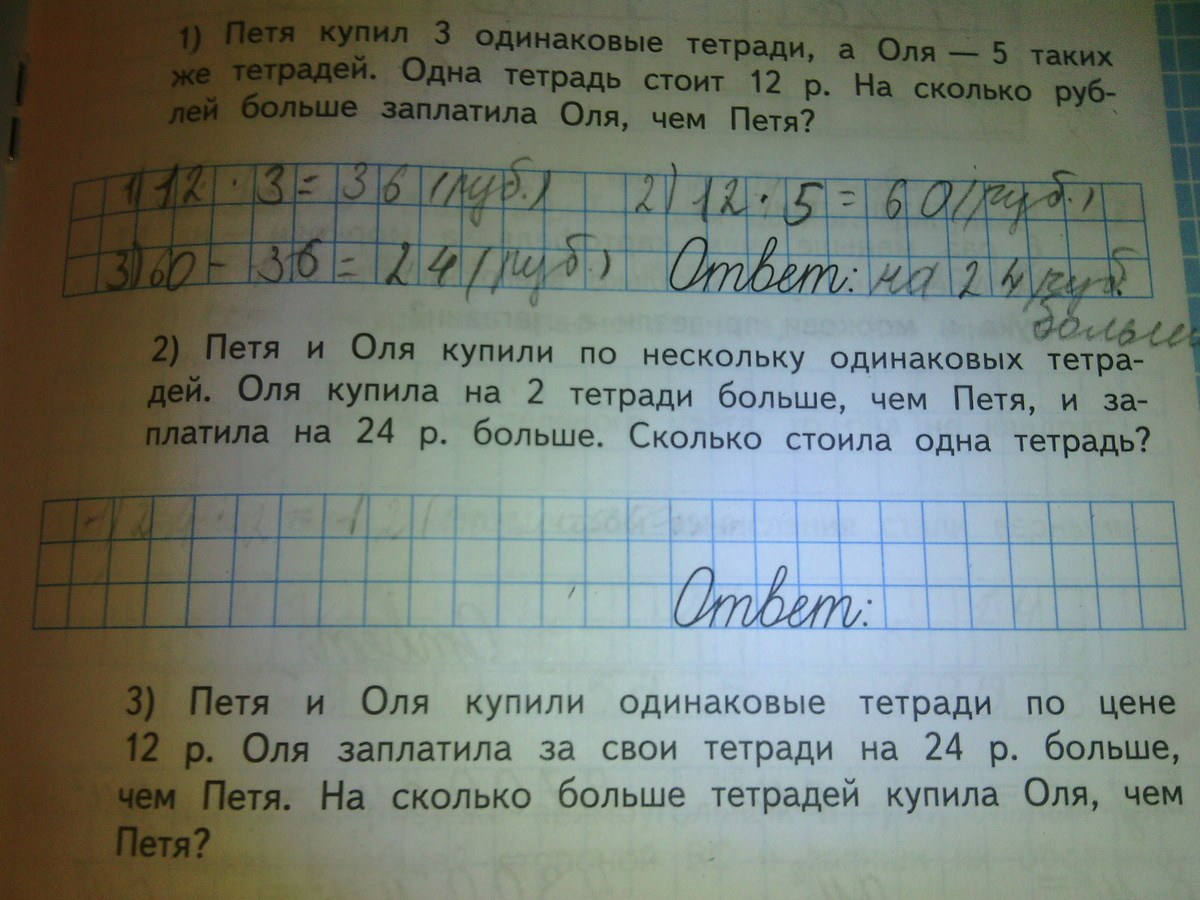 1) Петя купил 3 одинаковые тетради, а Оля — 5 таких
же тетрадей. Одна тетрадь стоит 12 р. На сколько руб-
лей больше заплатила Оля, чем Петя?
1) 12 · 3 = 36 (руб.) 2) 12 · 5 = 60 (руб.)
3) 60 - 36 = 24 (руб.) Ответ: на 24 руб.
больше
2) Петя и Оля купили по нескольку одинаковых тетра-
дей. Оля купила на 2 тетради больше, чем Петя, и за-
платила на 24 р. больше. Сколько стоила одна тетрадь?
Ответ:
3) Петя и Оля купили одинаковые тетради по цене
12 р. Оля заплатила за свои тетради на 24 р. больше,
чем Петя. На сколько больше тетрадей купила Оля, чем
Петя?